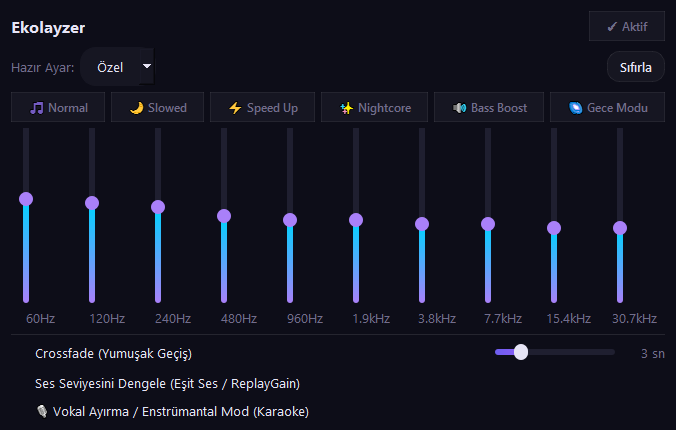 Ekolayzer
✓ Aktif
Hazır Ayar: Özel
Sıfırla
🎵 Normal 🌙 Slowed ⚡ Speed Up ✨ Nightcore 🔊 Bass Boost 🌌 Gece Modu
60Hz 120Hz 240Hz 480Hz 960Hz 1.9kHz 3.8kHz 7.7kHz 15.4kHz 30.7kHz
Crossfade (Yumuşak Geçiş) 3 sn
Ses Seviyesini Dengele (Eşit Ses / ReplayGain)
🎙 Vokal Ayırma / Enstrümantal Mod (Karaoke)